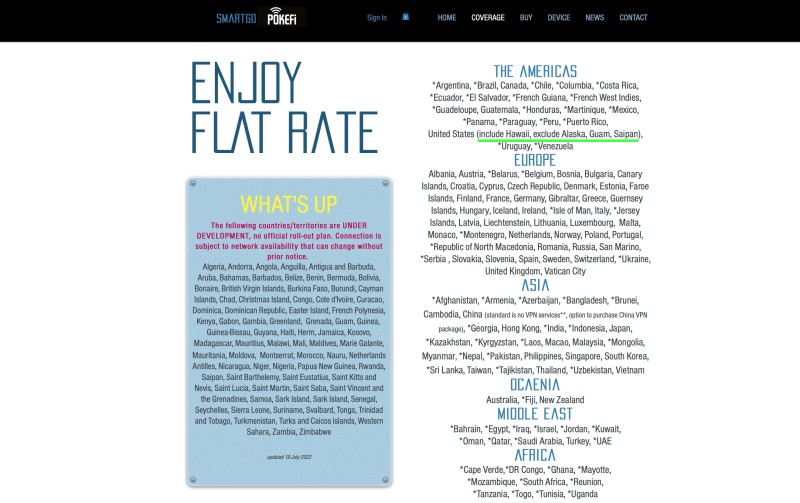 SMARTGO POKEFi
Sign In
HOME COVERAGE BUY DEVICE NEWS CONTACT
ENJOY
FLAT RATE
WHAT'S UP
The following countries/territories are UNDER
DEVELOPMENT, no official roll-out plan. Connection is
subject to network availability that can change without
prior notice.
Algeria, Andorra, Angola, Anguilla, Antigua and Barbuda,
Aruba, Bahamas, Barbados, Belize, Benin, Bermuda, Bolivia,
Bonaire, British Virgin Islands, Burkina Faso, Burundi, Cayman
Islands, Chad, Christmas Island, Congo, Cote d'Ivoire, Curacao,
Dominica, Dominican Republic, Easter Island, French Polynesia,
Kenya, Gabon, Gambia, Greenland, Grenada, Guam, Guinea,
Guinea-Bissau, Guyana, Haiti, Herm, Jamaica, Kosovo,
Madagascar, Mauritius, Malawi, Mali, Maldives, Marie Galante,
Mauritania, Moldova, Montserrat, Morocco, Nauru, Netherlands
Antilles, Nicaragua, Niger, Nigeria, Papua New Guinea, Rwanda,
Saipan, Saint Barthelemy, Saint Eustatius, Saint Kitts and
Nevis, Saint Lucia, Saint Martin, Saint Saba, Saint Vincent and
the Grenadines, Samoa, Sark Island, Sark Island, Senegal,
Seychelles, Sierra Leone, Suriname, Svalbard, Tonga, Trinidad
and Tobago, Turkmenistan, Turks and Caicos Islands, Western
Sahara, Zambia, Zimbabwe
updated 18 July 2022
THE AMERICAS
*Argentina, *Brazil, Canada, *Chile, *Columbia, *Costa Rica,
*Ecuador, *El Salvador, *French Guiana, *French West Indies,
*Guadeloupe, Guatemala, *Honduras, *Martinique, *Mexico,
*Panama, *Paraguay, *Peru, *Puerto Rico,
United States (include Hawaii, exclude Alaska, Guam, Saipan),
*Uruguay, *Venezuela
EUROPE
Albania, Austria, *Belarus, *Belgium, Bosnia, Bulgaria, Canary
Islands, Croatia, Cyprus, Czech Republic, Denmark, Estonia, Faroe
Islands, Finland, France, Germany, Gibraltar, Greece, Guernsey
Islands, Hungary, Iceland, Ireland, *Isle of Man, Italy, *Jersey
Islands, Latvia, Liechtenstein, Lithuania, Luxembourg, Malta,
Monaco, *Montenegro, Netherlands, Norway, Poland, Portugal,
*Republic of North Macedonia, Romania, Russia, San Marino,
*Serbia , Slovakia, Slovenia, Spain, Sweden, Switzerland, *Ukraine,
United Kingdom, Vatican City
ASIA
*Afghanistan, *Armenia, *Azerbaijan, *Bangladesh, *Brunei,
Cambodia, China (standard is no VPN services**, option to purchase China VPN
package), *Georgia, Hong Kong, *India, *Indonesia, Japan,
*Kazakhstan, *Kyrgyzstan, *Laos, Macao, Malaysia, *Mongolia,
Myanmar, *Nepal, *Pakistan, Philippines, Singapore, South Korea,
*Sri Lanka, Taiwan, *Tajikistan, Thailand, *Uzbekistan, Vietnam
OCAENIA
Australia, *Fiji, New Zealand
MIDDLE EAST
*Bahrain, *Egypt, *Iraq, *Israel, *Jordan, *Kuwait,
*Oman, *Qatar, *Saudi Arabia, Turkey, *UAE
AFRICA
*Cape Verde,*DR Congo, *Ghana, *Mayotte,
*Mozambique, *South Africa, *Reunion,
*Tanzania, *Togo, *Tunisia, *Uganda